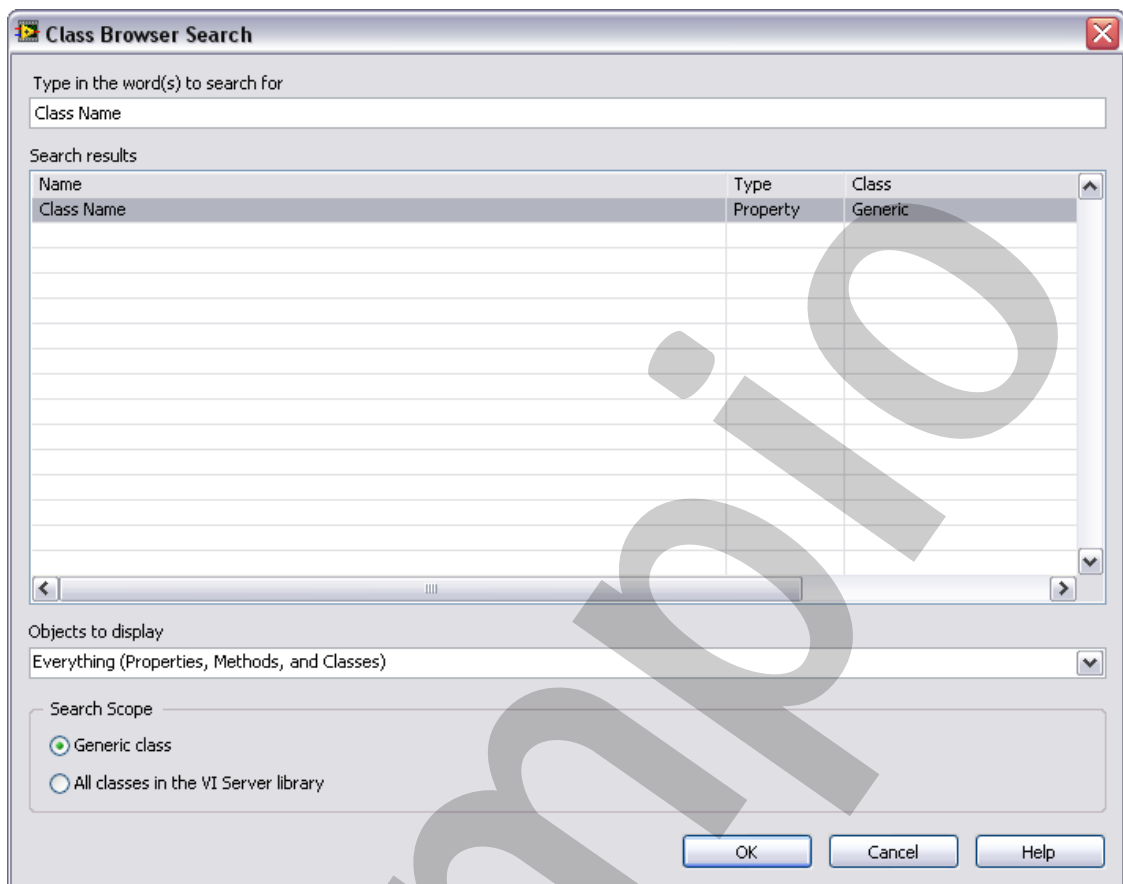 Class Browser Search
Type in the word(s) to search for
Class Name
Search results
Name Type Class
Class Name Property Generic
Objects to display
Everything (Properties, Methods, and Classes)
Search Scope
Generic class
All classes in the VI Server library
OK Cancel Help
mpio